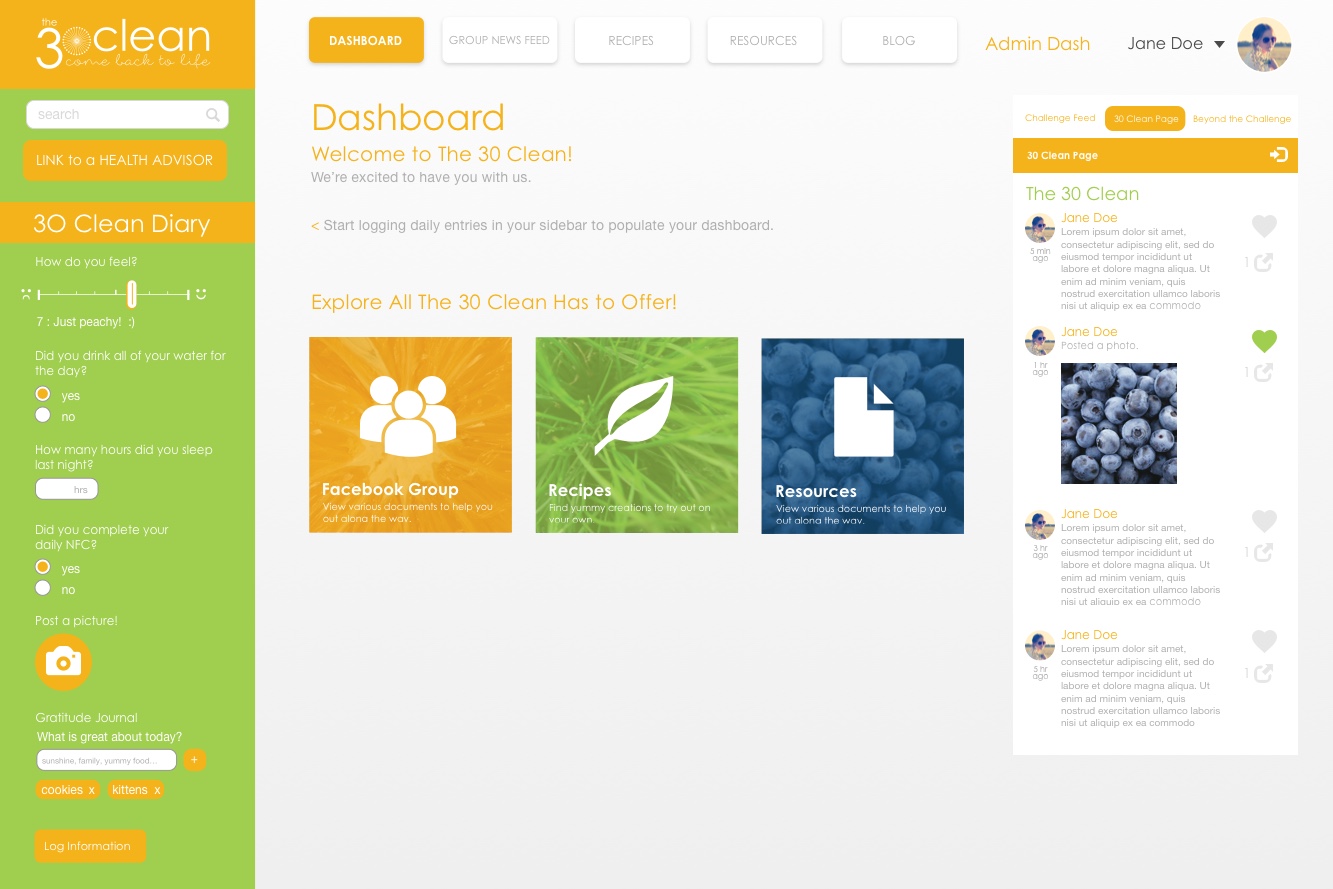 the
30clean
come back to life
search
LINK to a HEALTH ADVISOR
3O Clean Diary
How do you feel?
7 : Just peachy!  :)
Did you drink all of your water for
the day?
yes
no
How many hours did you sleep
last night?
hrs
Did you complete your
daily NFC?
yes
no
Post a picture!
Gratitude Journal
What is great about today?
sunshine, family, yummy food...
+
cookies x kittens x
Log Information
DASHBOARD
GROUP NEWS FEED
RECIPES
RESOURCES
BLOG
Admin Dash
Jane Doe
Dashboard
Welcome to The 30 Clean!
We're excited to have you with us.
< Start logging daily entries in your sidebar to populate your dashboard.
Explore All The 30 Clean Has to Offer!
Facebook Group
View various documents to help you
out along the way.
Recipes
Find yummy creations to try out on
your own
Resources
View various documents to help you
out along the way.
Challenge Feed
30 Clean Page
Beyond the Challenge
30 Clean Page
The 30 Clean
Jane Doe
Lorem ipsum dolor sit amet,
consectetur adipiscing elit, sed do
eiusmod tempor incididunt ut
labore et dolore magna aliqua. Ut
enim ad minim veniam, quis
nostrud exercitation ullamco laboris
nisi ut aliquip ex ea commodo
5 min
ago
1
Jane Doe
Posted a photo.
1 hr
ago
1
Jane Doe
Lorem ipsum dolor sit amet,
consectetur adipiscing elit, sed do
eiusmod tempor incididunt ut
labore et dolore magna aliqua. Ut
enim ad minim veniam, quis
nostrud exercitation ullamco laboris
nisi ut aliquip ex ea commodo
3 hr
ago
1
Jane Doe
Lorem ipsum dolor sit amet,
consectetur adipiscing elit, sed do
eiusmod tempor incididunt ut
labore et dolore magna aliqua. Ut
enim ad minim veniam, quis
nostrud exercitation ullamco laboris
nisi ut aliquip ex ea commodo
5 hr
ago
1